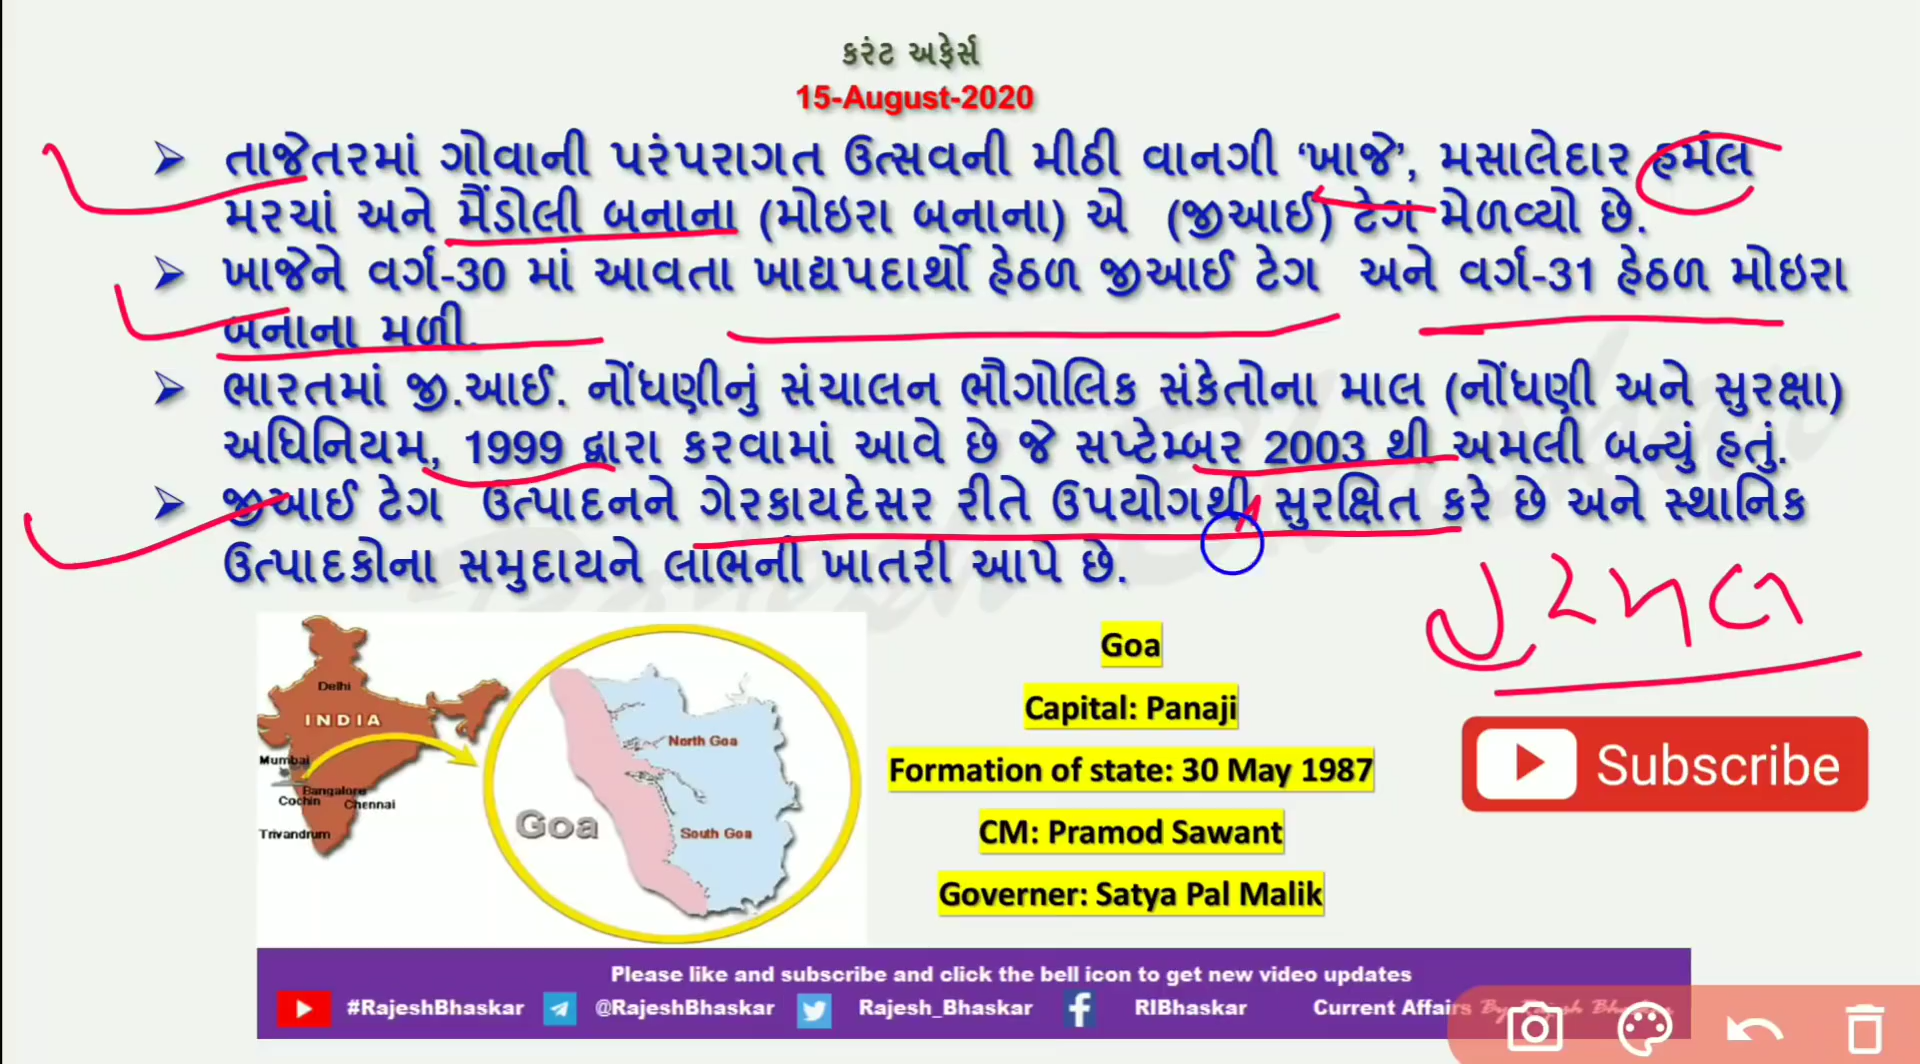 કરંટ અફેર્સ
15-August-2020
➢ તાજેતરમાં ગોવાની પરંપરાગત ઉત્સવની મીઠી વાનગી ‘ખાજે’, મસાલેદાર હર્મલ
મરચાં અને મૈંડોલી બનાના (મોઇરા બનાના) એ (જીઆઈ) ટેગ મેળવ્યો છે.
➢ ખાજેને વર્ગ-30 માં આવતા ખાદ્યપદાર્થો હેઠળ જીઆઈ ટેગ અને વર્ગ-31 હેઠળ મોઇરા
બનાના મળી.
➢ ભારતમાં જી.આઈ. નોંધણીનું સંચાલન ભૌગોલિક સંકેતોના માલ (નોંધણી અને સુરક્ષા)
અધિનિયમ, 1999 દ્વારા કરવામાં આવે છે જે સપ્ટેમ્બર 2003 થી અમલી બન્યું હતું.
➢ જીઆઈ ટેગ ઉત્પાદનને ગેરકાયદેસર રીતે ઉપયોગથી સુરક્ષિત કરે છે અને સ્થાનિક
ઉત્પાદકોના સમુદાયને લાભની ખાતરી આપે છે.
Delhi
INDIA
Mumbai
Bangalore
Cochin Chennai
Trivandrum
North Goa
Goa
South Goa
Goa
Capital: Panaji
Formation of state: 30 May 1987
CM: Pramod Sawant
Governer: Satya Pal Malik
Subscribe
Please like and subscribe and click the bell icon to get new video updates
#RajeshBhaskar @RajeshBhaskar Rajesh_Bhaskar RIBhaskar Current Affairs By Rajesh Bhaskar